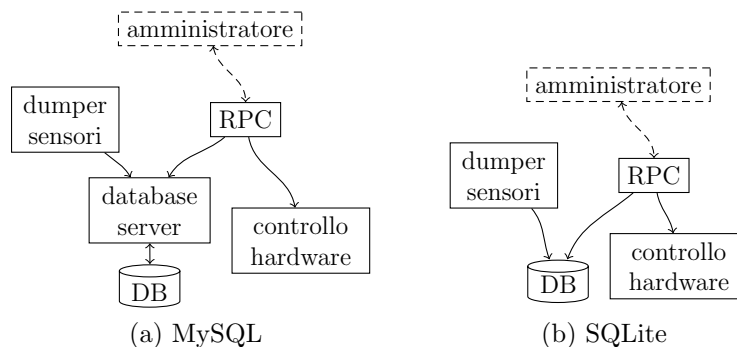 amministratore
dumper
sensori
RPC
database
server
controllo
hardware
DB
(a) MySQL
amministratore
dumper
sensori
RPC
controllo
hardware
DB
(b) SQLite